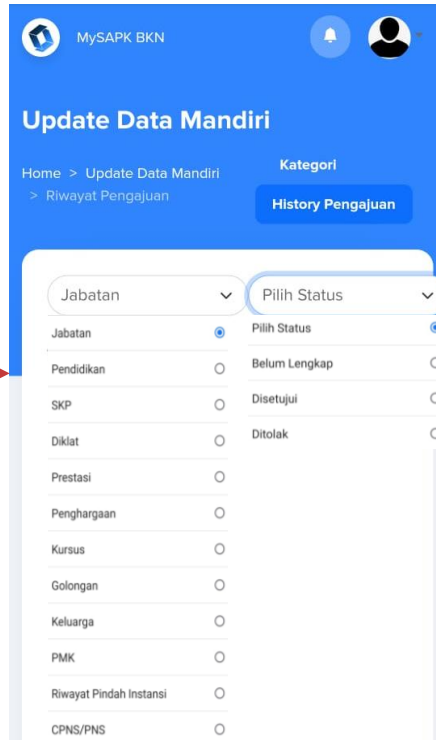 MySAPK BKN
Update Data Mandiri
Home > Update Data Mandiri
> Riwayat Pengajuan
Kategori
History Pengajuan
Jabatan
Jabatan
Pendidikan
SKP
Diklat
Prestasi
Penghargaan
Kursus
Golongan
Keluarga
PMK
Riwayat Pindah Instansi
CPNS/PNS
Pilih Status
Pilih Status
Belum Lengkap
Disetujui
Ditolak